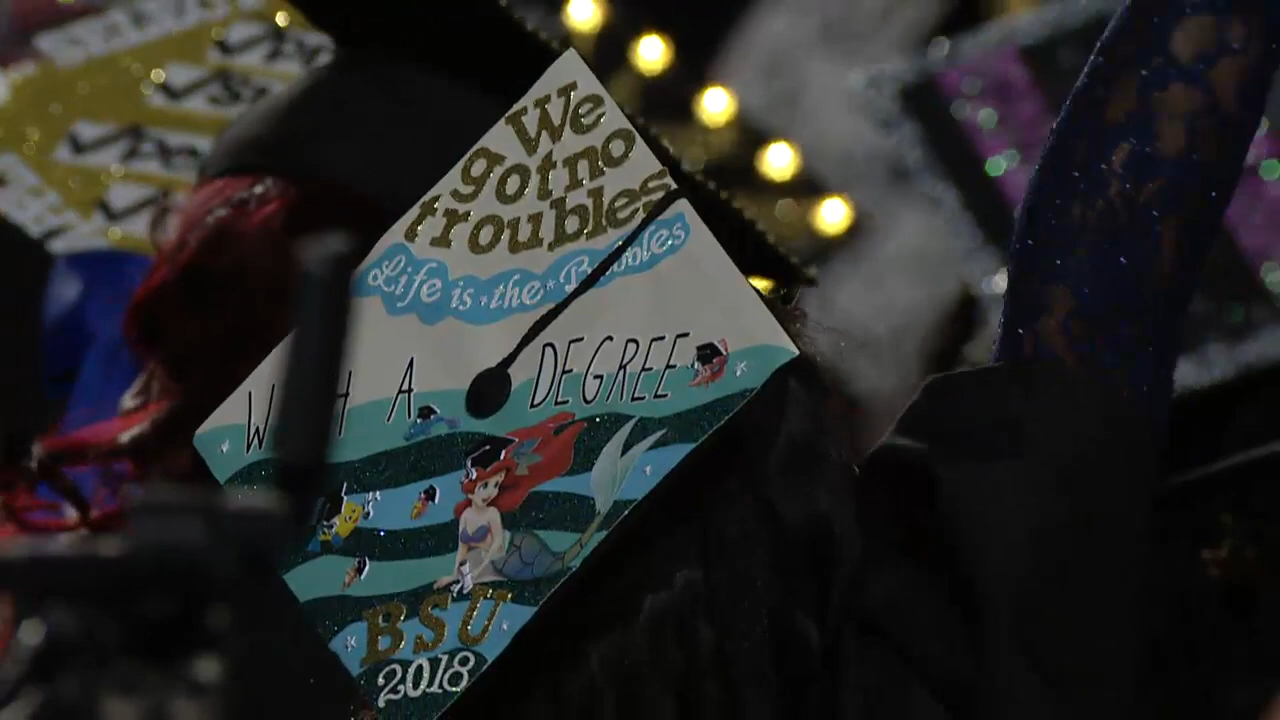 We
got no
troubles
Life is the Bubbles
A DEGREE
BSU
2018